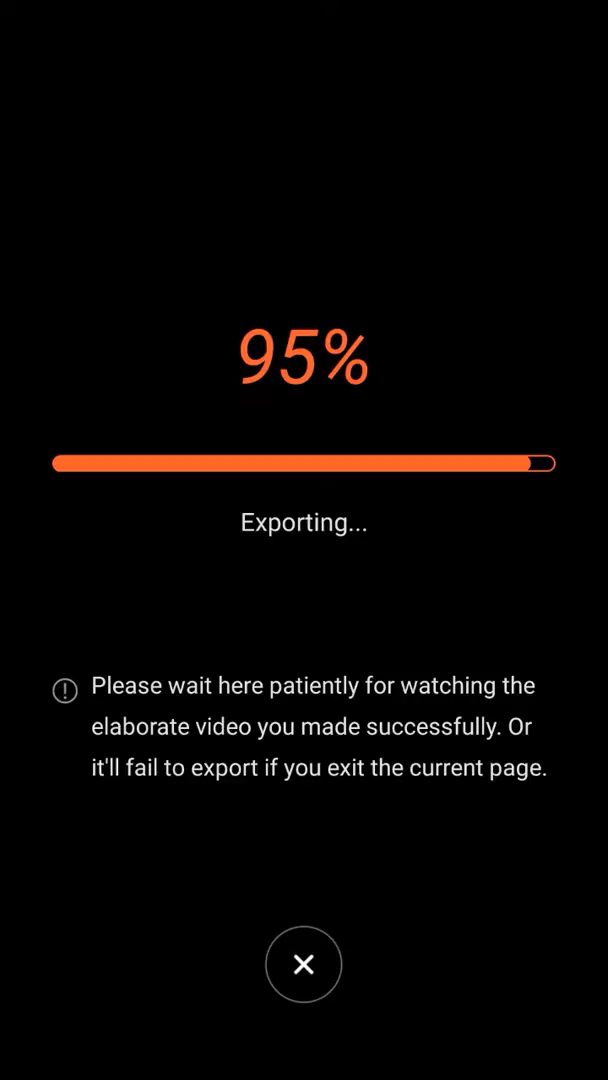 95%
Exporting...
Please wait here patiently for watching the
elaborate video you made successfully. Or
it'll fail to export if you exit the current page.